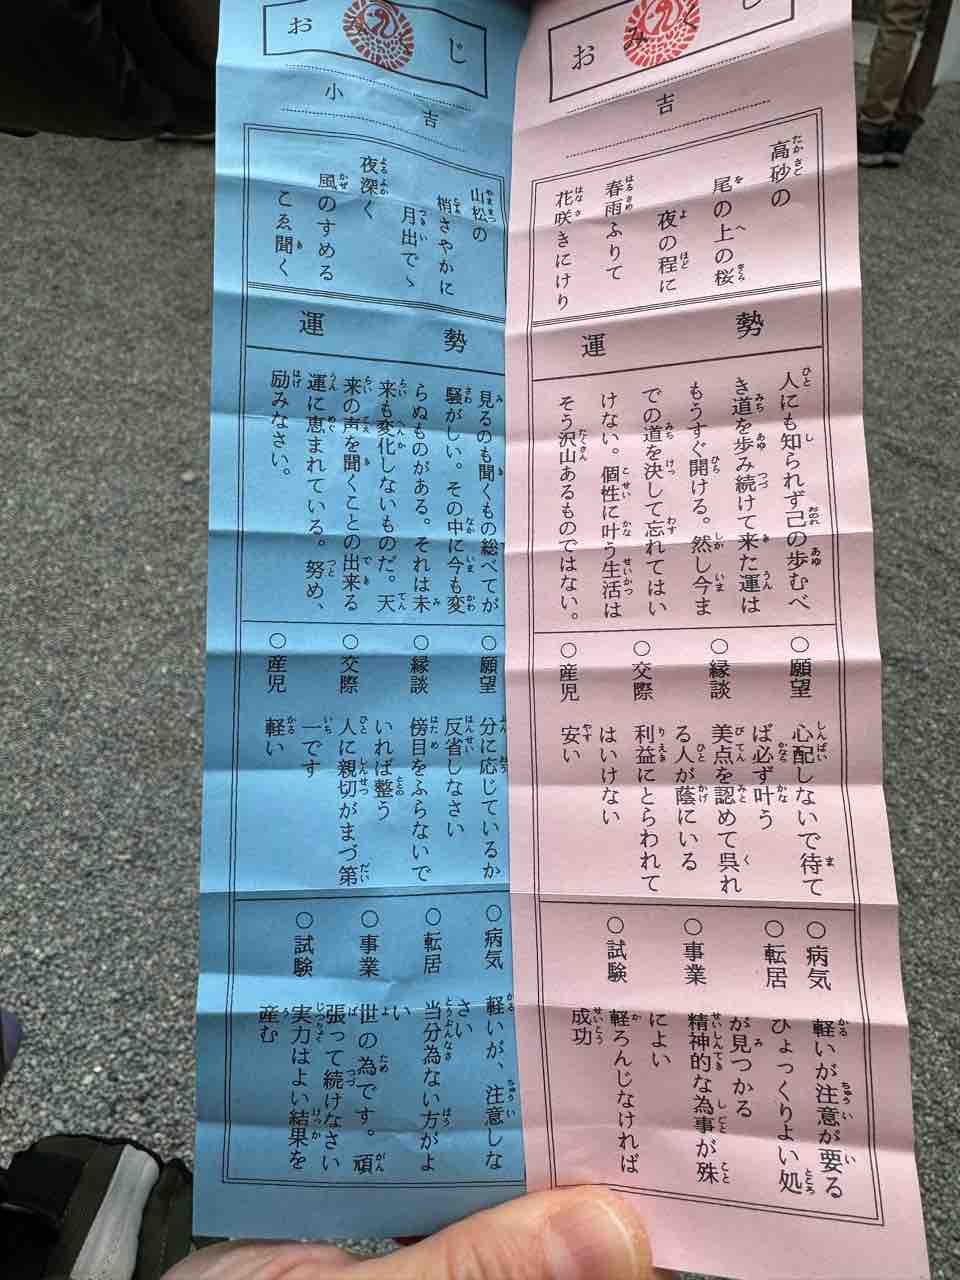 おみくじ
吉
高砂の
尾の上の桜
夜の程に
春雨ふりて
花咲きにけり
運勢
人にも知られず己の歩むべ
き道を歩み続けて来た運は
もうすぐ開ける。然し今ま
での道を決して忘れてはい
けない。個性に叶う生活は
そう沢山あるものではない。
○願望
心配しないで待て
ば必ず叶う
○縁談
美点を認めて呉れ
る人が蔭にいる
○交際
利益にとらわれて
はいけない
○産児
安い
○病気
軽いが注意が要る
○転居
ひょっくりよい処
が見つかる
○事業
精神的な為事が殊
によい
○試験
軽ろんじなければ
成功
おみくじ
小吉
山松の
梢さやかに
月出でゝ
夜深く
風のすめる
こゑ聞く
運勢
見るのも聞くもの総べてが
騒がしい。その中に今も変
らぬものがある。それは未
来も変化しないものだ。天
来の声を聞くことの出来る
運に恵まれている。努め、
励みなさい。
○願望
分に応じているか
反省しなさい
○縁談
傍目をふらないで
いれば整う
○交際
人に親切がまづ第
一です
○産児
軽い
○病気
軽いが、注意しな
さい
○転居
当分為ない方がよ
い
○事業
世の為です。頑
張って続けなさい
○試験
実力はよい結果を
産む